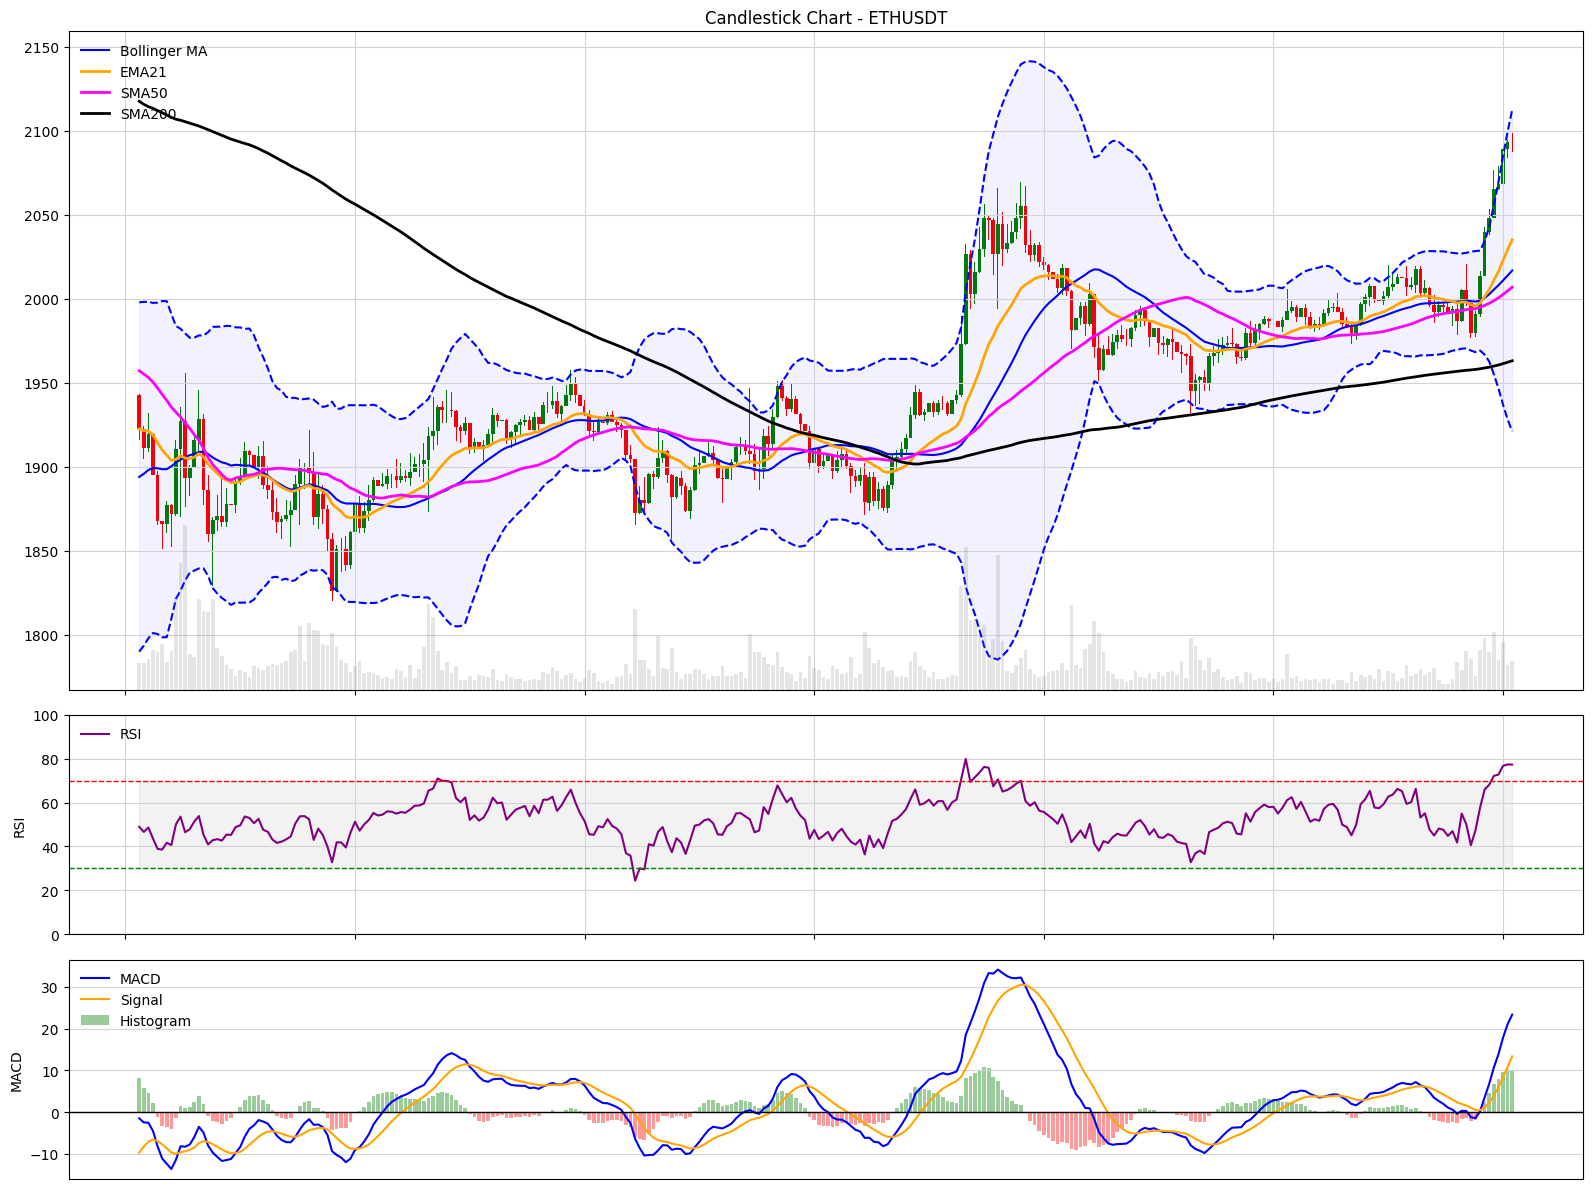 Candlestick Chart - ETHUSDT
Bollinger MA
EMA21
SMA50
SMA200
2150
2100
2050
2000
1950
1900
1850
1800
RSI
100
80
60
40
20
0
RSI
MACD
Signal
Histogram
30
20
10
0
−10
MACD